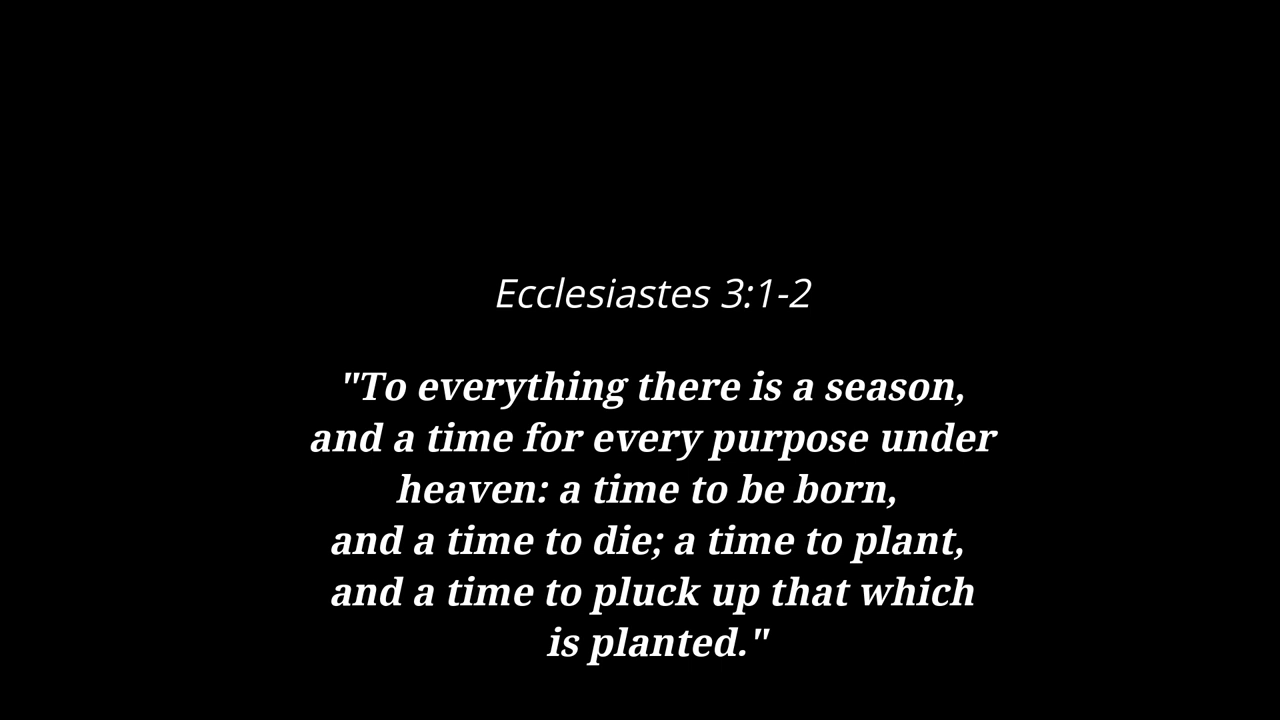 Ecclesiastes 3:1-2
"To everything there is a season,
and a time for every purpose under
heaven: a time to be born,
and a time to die; a time to plant,
and a time to pluck up that which
is planted."